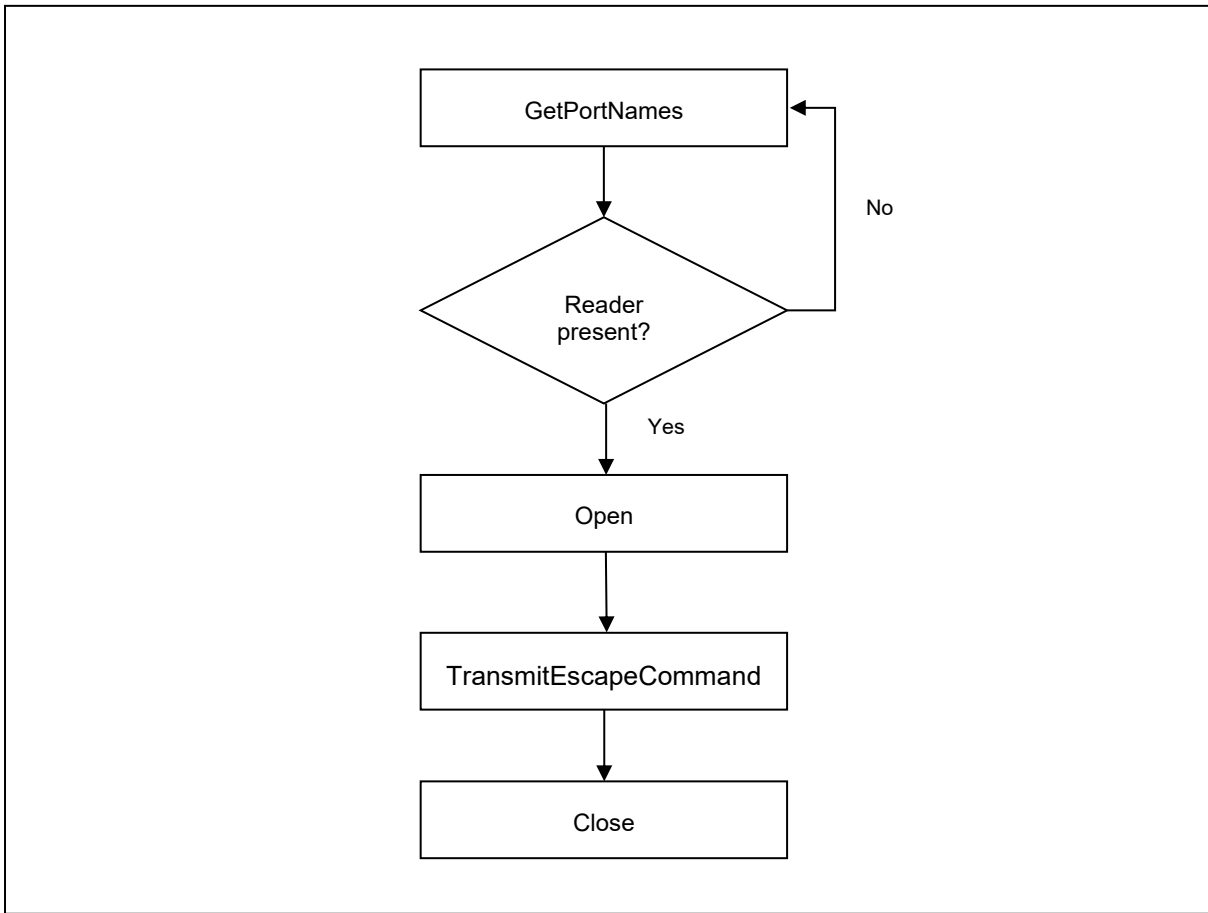 GetPortNames
No
Reader
present?
Yes
Open
TransmitEscapeCommand
Close